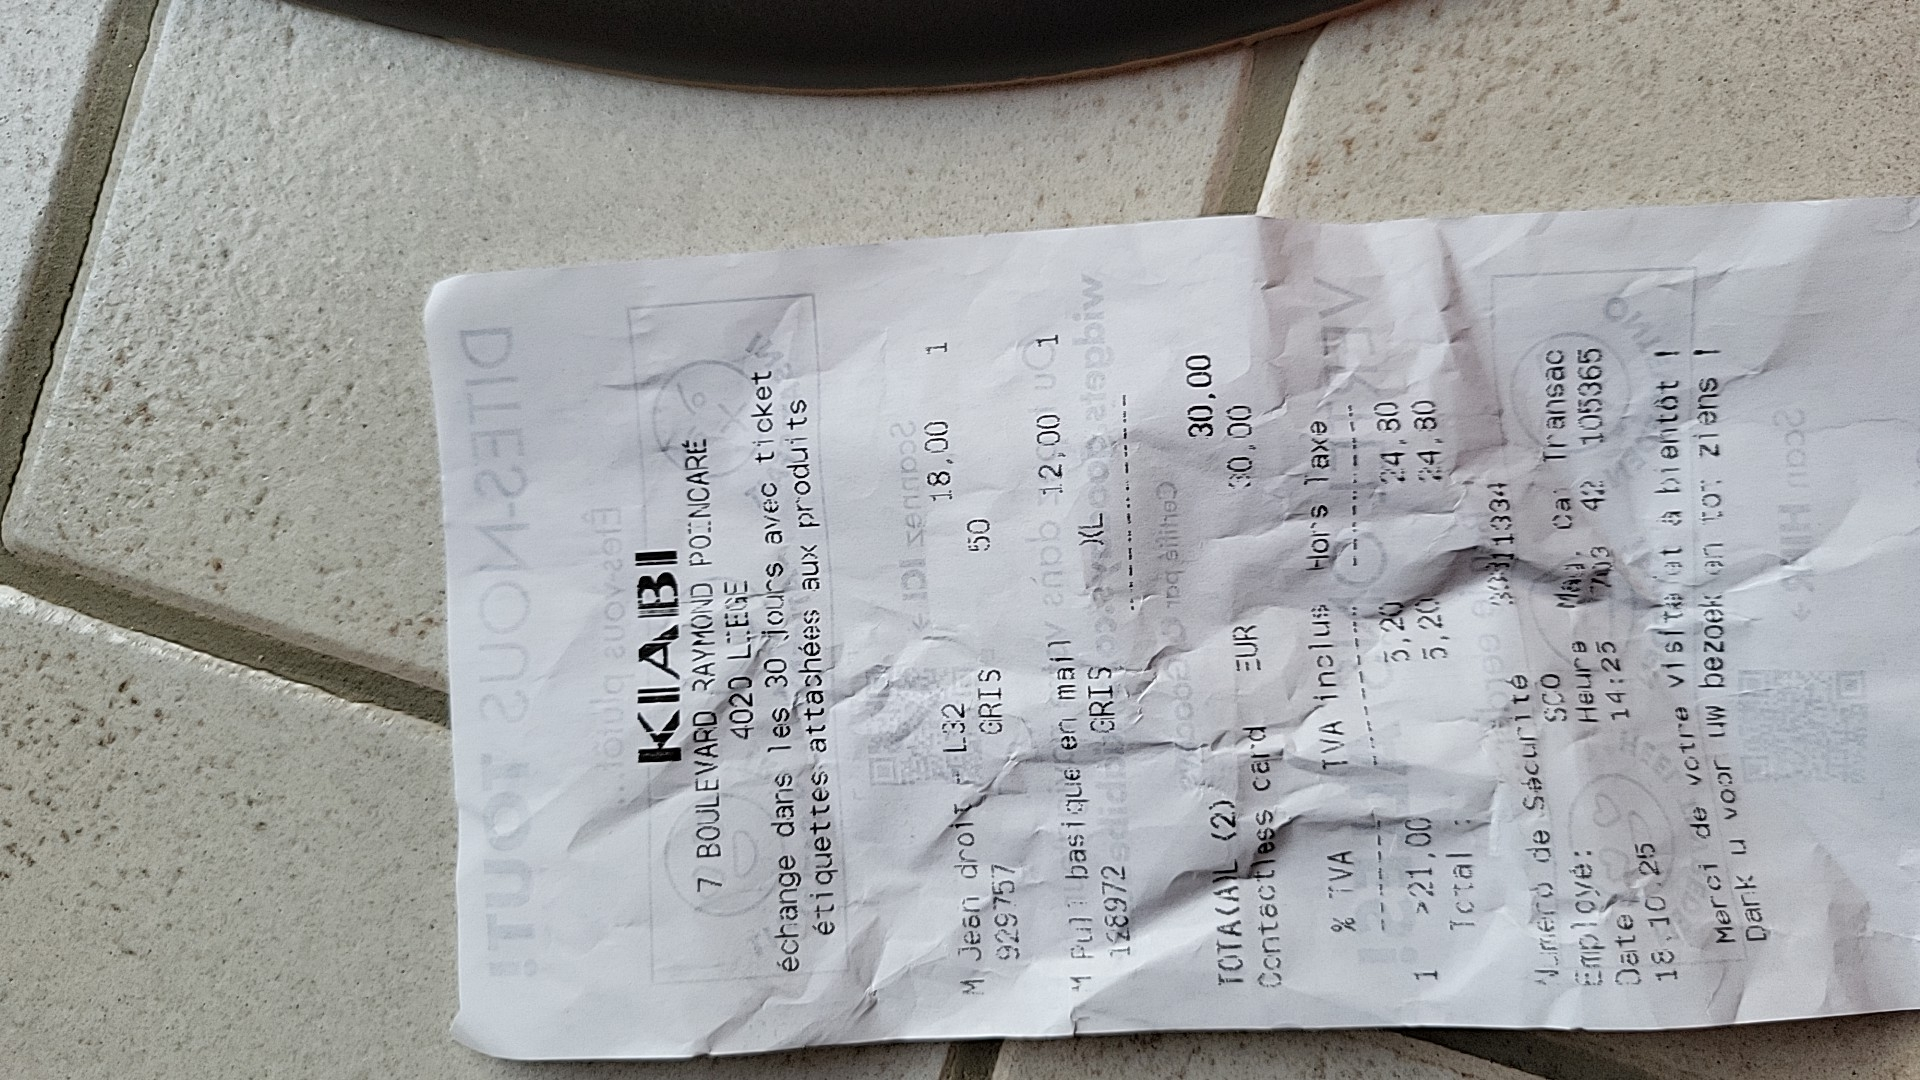 KIABI
7 BOULEVARD RAYMOND POINCARÉ
4020 LIEGE
échange dans les 30 jours avec ticket
étiquettes attachées aux produits
M Jean droit L32 18,00 1
929757 GRIS 50
M Pull basique en mail 12,00 1
128972 GRIS XL
TOTA(A)L (2) 30,00
Contactless card EUR 30,00
% TVA TVA inclus Hors Taxe
1 >21,00 5,20 24,80
Total : 5,20 24,80
Numéro de Sécurité
Employé: SCO
Date Heure Mag. Cai Transac
18.10.25 14:25 703 42 105365
Merci de votre visite et à bientôt !
Dank u voor uw bezoek en tot ziens !